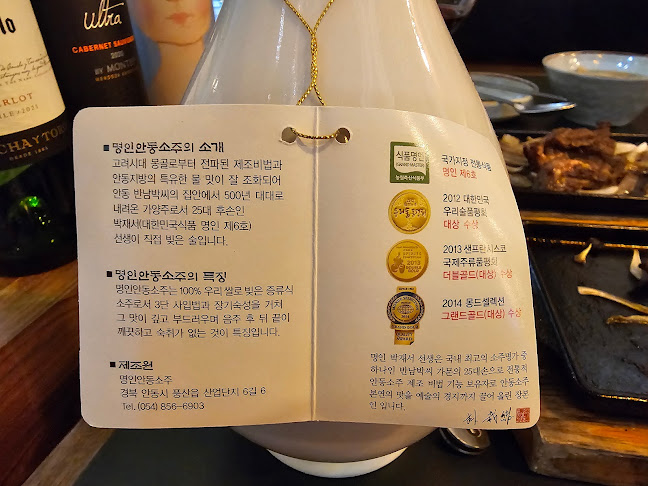 ultra
CABERNET SAUVIGNON
2020
BY MONTES
MERLOT
CHAYTOR
■ 명인안동소주의 소개
고려시대 몽골로부터 전파된 제조비법과
안동지방의 특유한 물 맛이 잘 조화되어
안동 반남박씨의 집안에서 500년 대대로
내려온 가양주로서 25대 후손인
박재서(대한민국식품 명인 제6호)
선생이 직접 빚은 술입니다.
■ 명인안동소주의 특징
명인안동소주는 100% 우리 쌀로 빚은 증류식
소주로서 3단 사입법과 장기숙성을 거쳐
그 맛이 깊고 부드러우며 음주 후 뒤 끝이
깨끗하고 숙취가 없는 것이 특징입니다.
■ 제조원
명인안동소주
경북 안동시 풍산읍 산업단지 6길 6
Tel. (054) 856-6903
식품명인
GRAND MASTER
농림축산식품부
국가지정 전통식품
명인 제6호
2012 대한민국
우리술품평회
대상 수상
2013
DOUBLE
GOLD
2013 샌프란시스코
국제주류품평회
더블골드(대상) 수상
2014 몽드셀렉션
그랜드골드(대상) 수상
명인 박재서 선생은 국내 최고의 소주명가 중
하나인 반남박씨 가문의 25대손으로 전통적
안동소주 제조 비법 기능 보유자로 안동소주
본연의 맛을 예술의 경지까지 끌어 올린 장본
인 입니다.